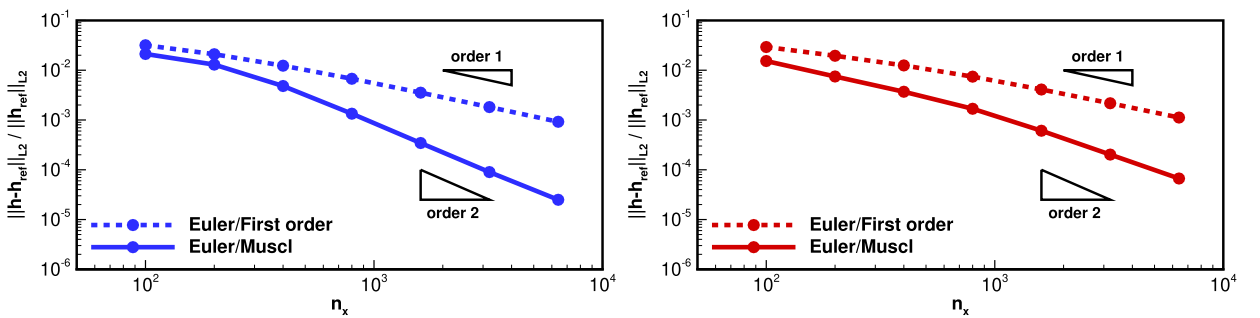 10^-1
10^-2
10^-3
10^-4
10^-5
10^-6
||h-h_ref||_L2 / ||h_ref||_L2
order 1
order 2
Euler/First order
Euler/Muscl
10^2
10^3
10^4
n_x
10^-1
10^-2
10^-3
10^-4
10^-5
10^-6
||h-h_ref||_L2 / ||h_ref||_L2
order 1
order 2
Euler/First order
Euler/Muscl
10^2
10^3
10^4
n_x